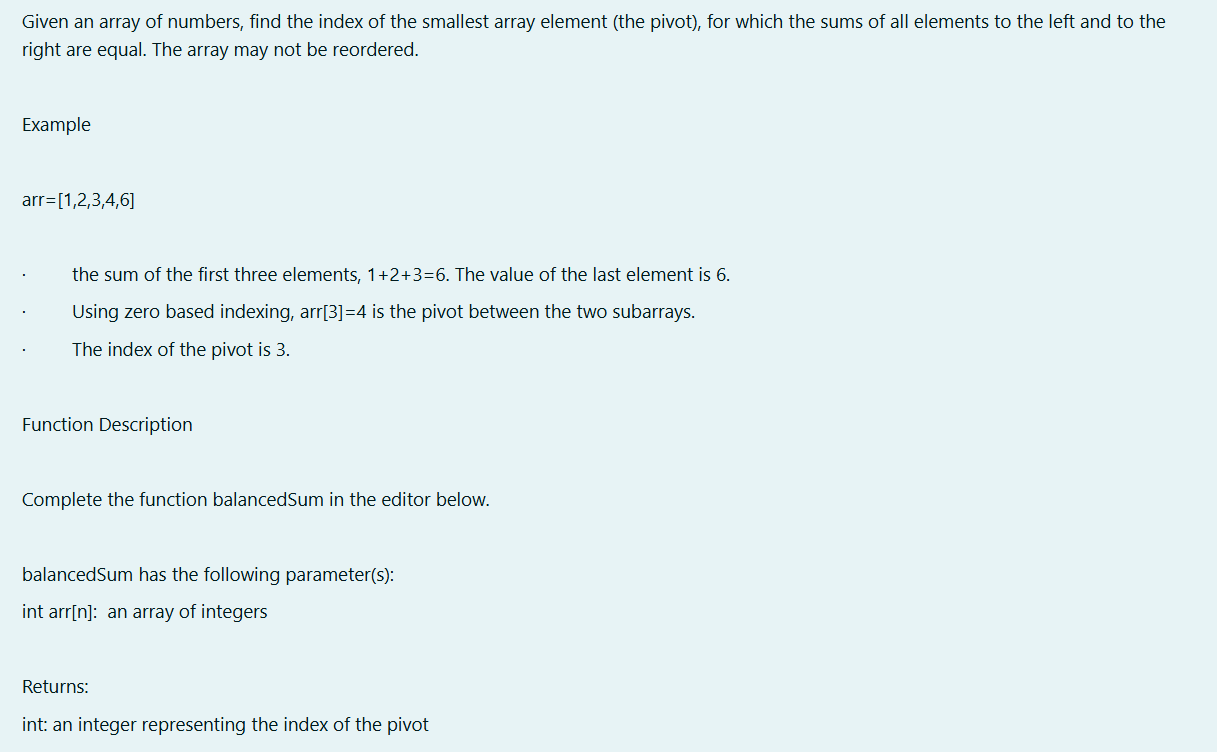 Given an array of numbers, find the index of the smallest array element (the pivot), for which the sums of all elements to the left and to the
right are equal. The array may not be reordered.
Example
arr=[1,2,3,4,6]
· the sum of the first three elements, 1+2+3=6. The value of the last element is 6.
· Using zero based indexing, arr[3]=4 is the pivot between the two subarrays.
· The index of the pivot is 3.
Function Description
Complete the function balancedSum in the editor below.
balancedSum has the following parameter(s):
int arr[n]: an array of integers
Returns:
int: an integer representing the index of the pivot